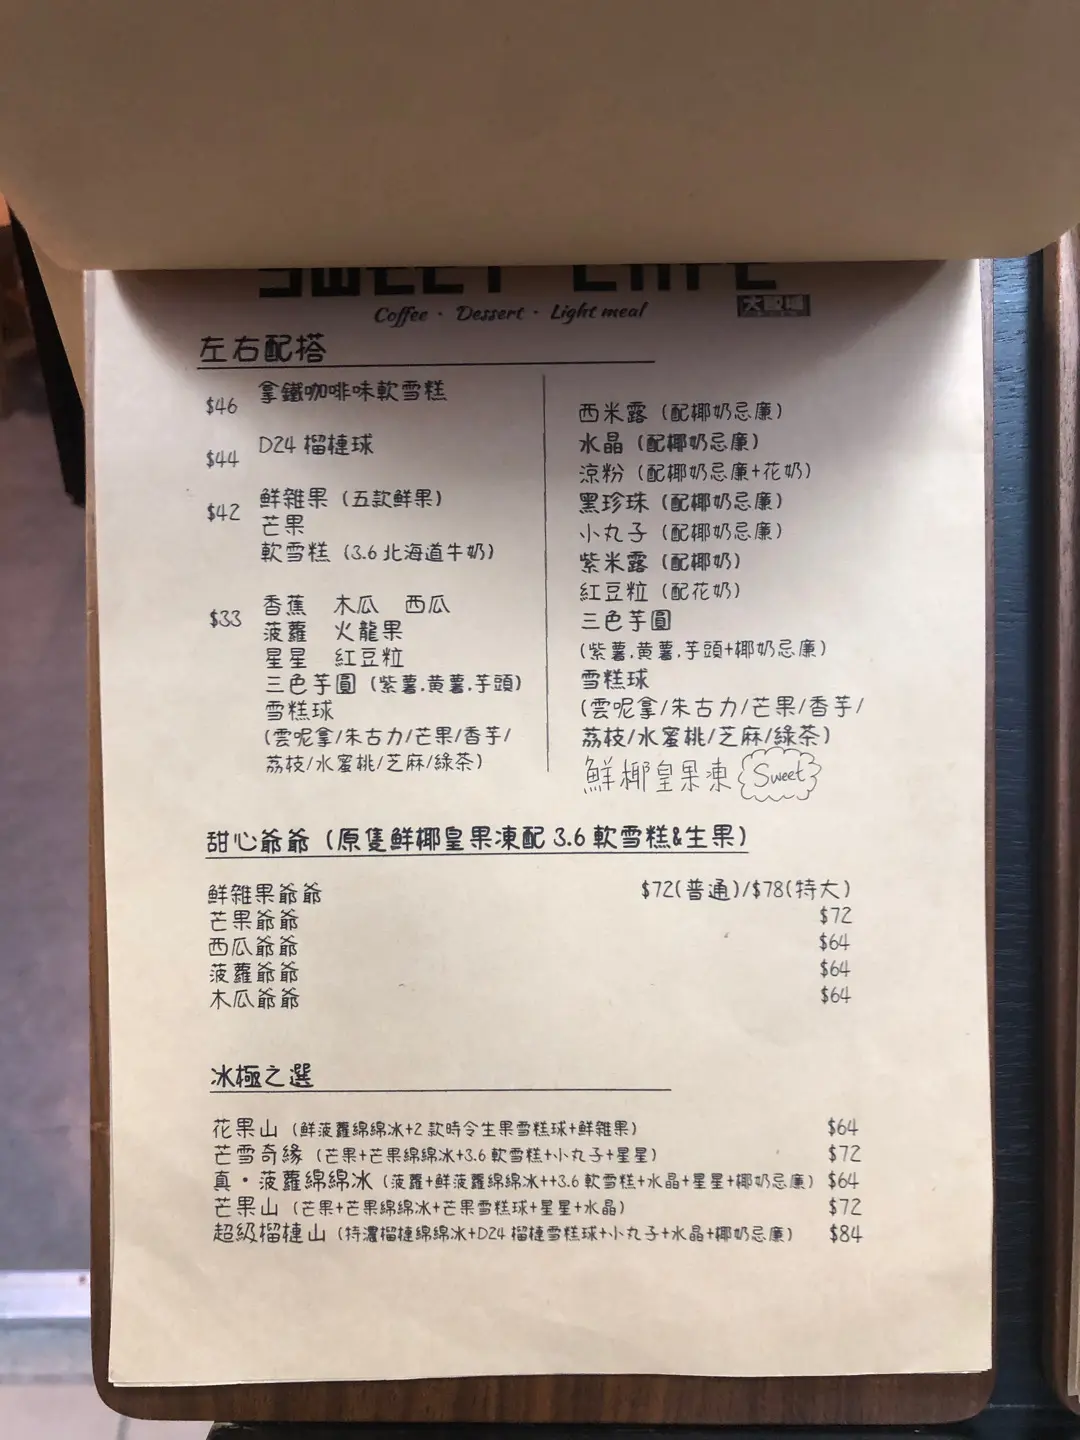 SWEET CAFE
Coffee · Dessert · Light meal
左右配搭
$46 拿鐵咖啡味軟雪糕
$44 D24 榴槤球
$42 鮮雜果（五款鮮果）
芒果
軟雪糕（3.6 北海道牛奶）
$33 香蕉 木瓜 西瓜
菠蘿 火龍果
星星 紅豆粒
三色芋圓（紫薯.黄薯.芋頭）
雪糕球
（雲呢拿/朱古力/芒果/香芋/
荔枝/水蜜桃/芝麻/綠茶）
西米露（配椰奶忌廉）
水晶（配椰奶忌廉）
涼粉（配椰奶忌廉+花奶）
黑珍珠（配椰奶忌廉）
小丸子（配椰奶忌廉）
紫米露（配椰奶）
紅豆粒（配花奶）
三色芋圓
（紫薯.黄薯.芋頭+椰奶忌廉）
雪糕球
（雲呢拿/朱古力/芒果/香芋/
荔枝/水蜜桃/芝麻/綠茶）
鮮椰皇果凍 Sweet
甜心爺爺（原隻鮮椰皇果凍配 3.6 軟雪糕&生果）
鮮雜果爺爺 $72(普通)/$78(特大)
芒果爺爺 $72
西瓜爺爺 $64
菠蘿爺爺 $64
木瓜爺爺 $64
冰極之選
花果山（鮮菠蘿綿綿冰+2 款時令生果雪糕球+鮮雜果） $64
芒雪奇緣（芒果+芒果綿綿冰+3.6 軟雪糕+小丸子+星星） $72
真・菠蘿綿綿冰（菠蘿+鮮菠蘿綿綿冰++3.6 軟雪糕+水晶+星星+椰奶忌廉） $64
芒果山（芒果+芒果綿綿冰+芒果雪糕球+星星+水晶） $72
超級榴槤山（特濃榴槤綿綿冰+D24 榴槤雪糕球+小丸子+水晶+椰奶忌廉） $84